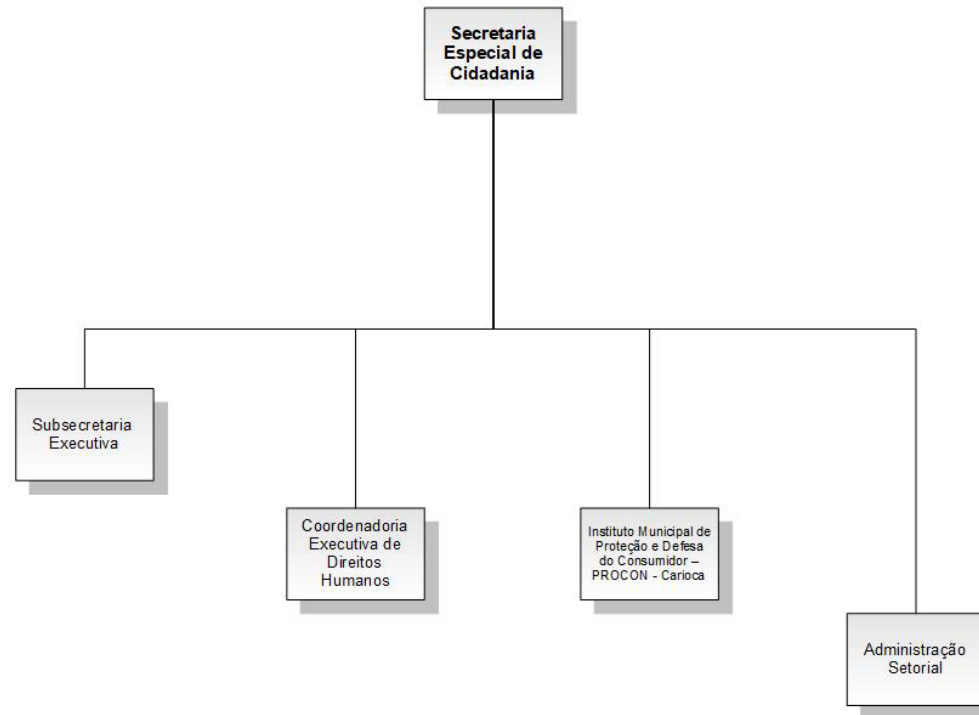 Secretaria
Especial de
Cidadania
Subsecretaria
Executiva
Coordenadoria
Executiva de
Direitos
Humanos
Instituto Municipal de
Proteção e Defesa
do Consumidor –
PROCON - Carioca
Administração
Setorial